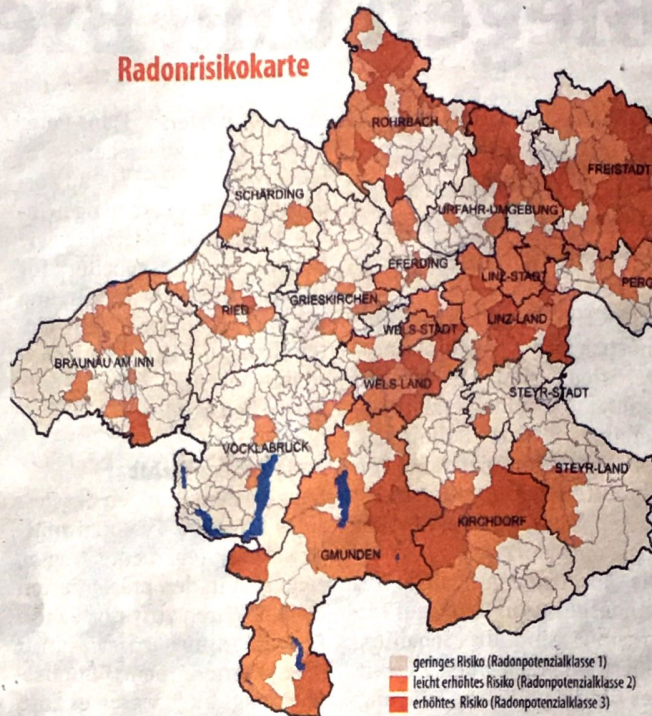 Radonrisikokarte
ROHRBACH
FREISTADT
SCHÄRDING
URFAHR-UMGEBUNG
EFERDING
LINZ-STADT
PERG
GRIESKIRCHEN
RIED
LINZ-LAND
WELS-STADT
BRAUNAU AM INN
WELS-LAND
STEYR-STADT
VÖCKLABRUCK
STEYR-LAND
KIRCHDORF
GMUNDEN
geringes Risiko (Radonpotenzialklasse 1)
leicht erhöhtes Risiko (Radonpotenzialklasse 2)
erhöhtes Risiko (Radonpotenzialklasse 3)